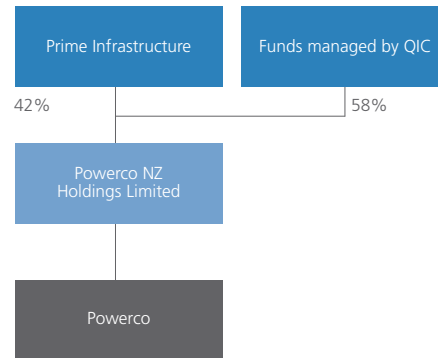 Prime Infrastructure
Funds managed by QIC
42%
58%
Powerco NZ
Holdings Limited
Powerco